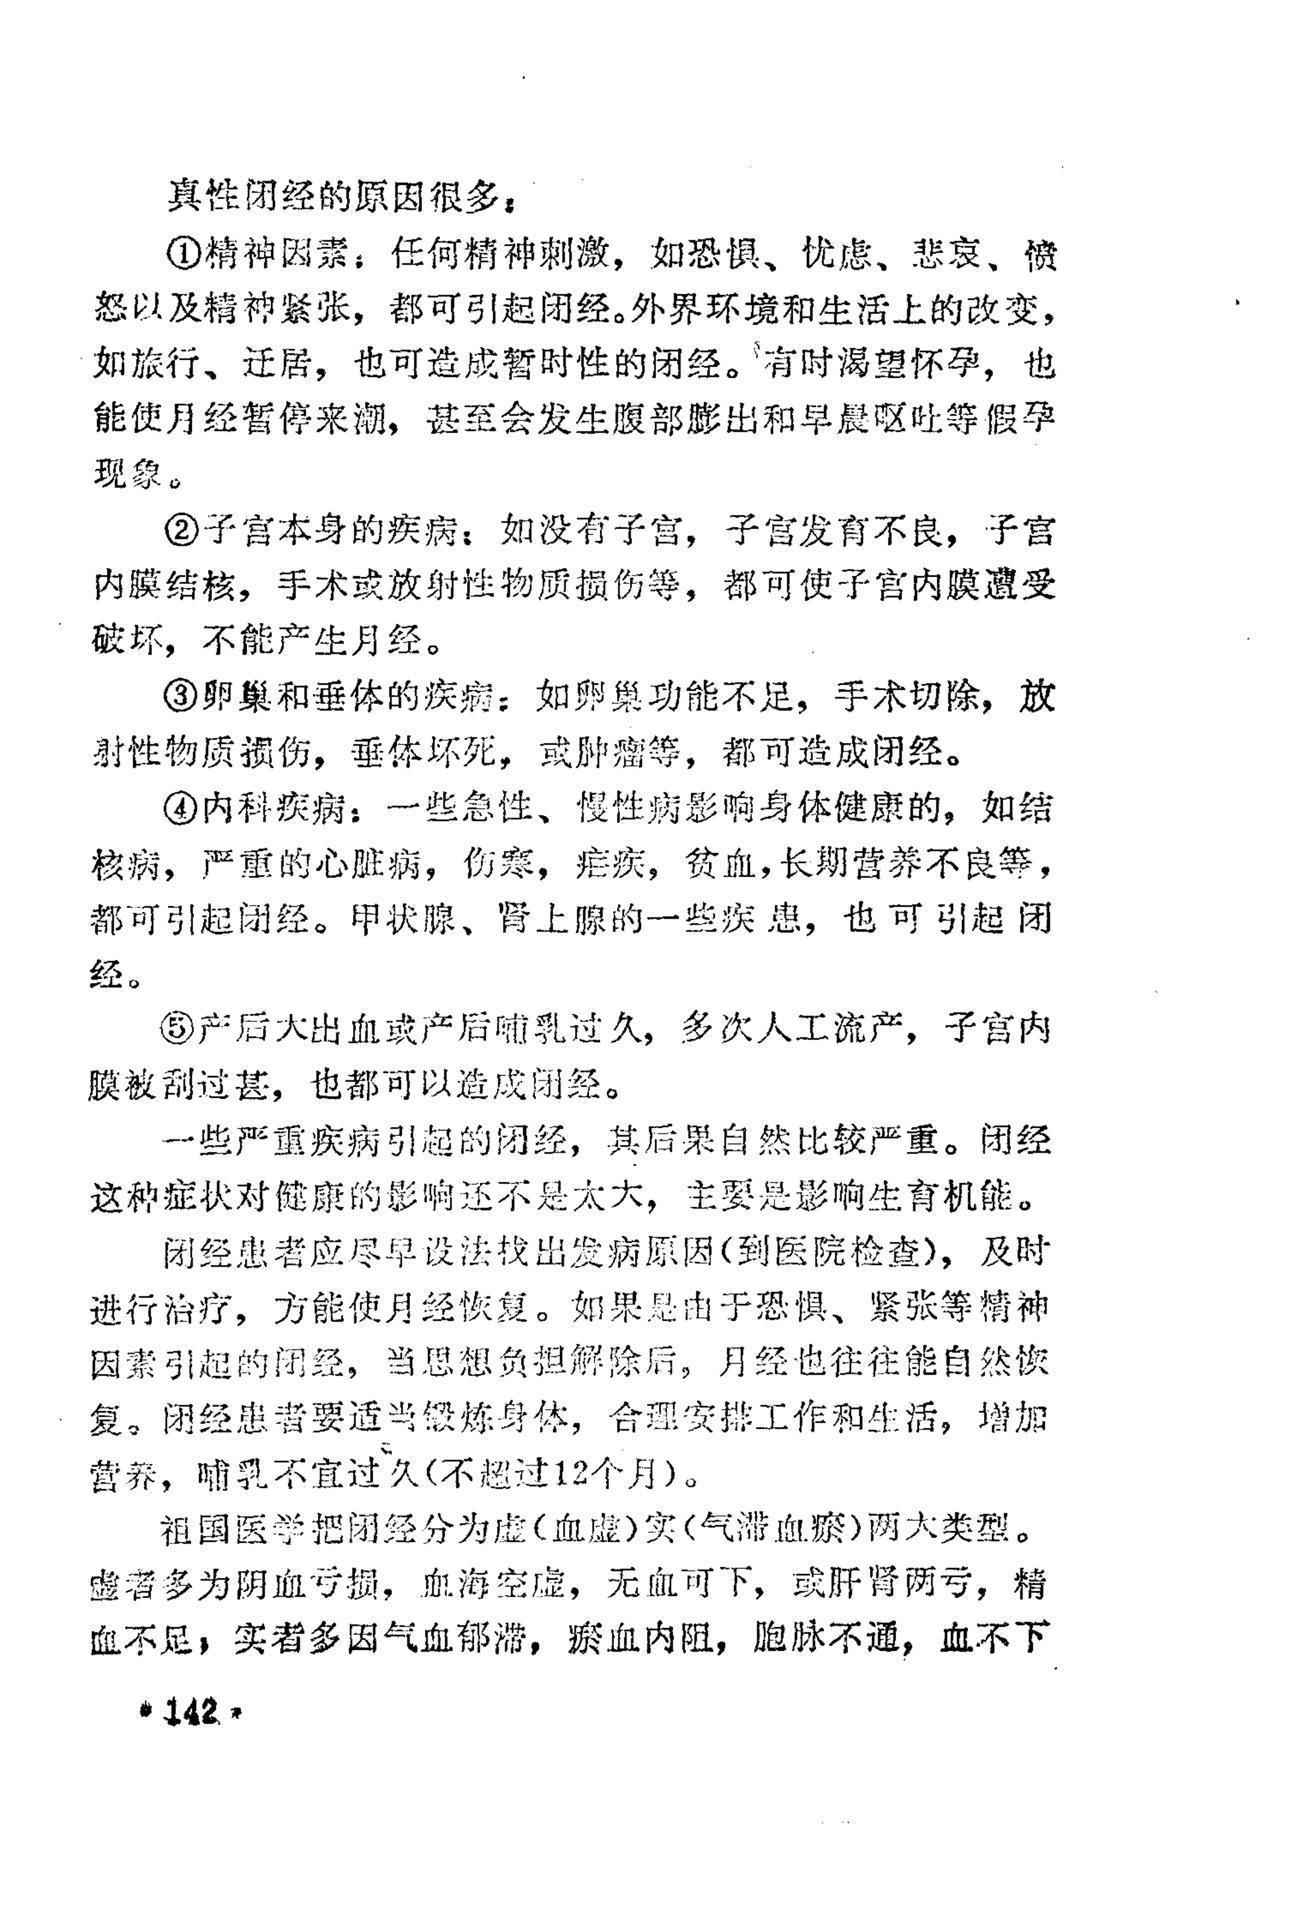 真性闭经的原因很多：
①精神因素：任何精神刺激，如恐惧、忧虑、悲哀、愤
怒以及精神紧张，都可引起闭经。外界环境和生活上的改变，
如旅行、迁居，也可造成暂时性的闭经。有时渴望怀孕，也
能使月经暂停来潮，甚至会发生腹部膨出和早晨呕吐等假孕
现象。
②子宫本身的疾病：如没有子宫，子宫发育不良，子宫
内膜结核，手术或放射性物质损伤等，都可使子宫内膜遭受
破坏，不能产生月经。
③卵巢和垂体的疾病：如卵巢功能不足，手术切除，放
射性物质损伤，垂体坏死，或肿瘤等，都可造成闭经。
④内科疾病：一些急性、慢性病影响身体健康的，如结
核病，严重的心脏病，伤寒，疟疾，贫血，长期营养不良等，
都可引起闭经。甲状腺、肾上腺的一些疾患，也可引起闭
经。
⑤产后大出血或产后哺乳过久，多次人工流产，子宫内
膜被刮过甚，也都可以造成闭经。
一些严重疾病引起的闭经，其后果自然比较严重。闭经
这种症状对健康的影响还不是太大，主要是影响生育机能。
闭经患者应尽早设法找出发病原因(到医院检查)，及时
进行治疗，方能使月经恢复。如果是由于恐惧、紧张等精神
因素引起的闭经，当思想负担解除后，月经也往往能自然恢
复。闭经患者要适当锻炼身体，合理安排工作和生活，增加
营养，哺乳不宜过久(不超过12个月)。
祖国医学把闭经分为虚(血虚)实(气滞血瘀)两大类型。
虚者多为阴血亏损，血海空虚，无血可下，或肝肾两亏，精
血不足，实者多因气血郁滞，瘀血内阻，胞脉不通，血不下
• 142 •